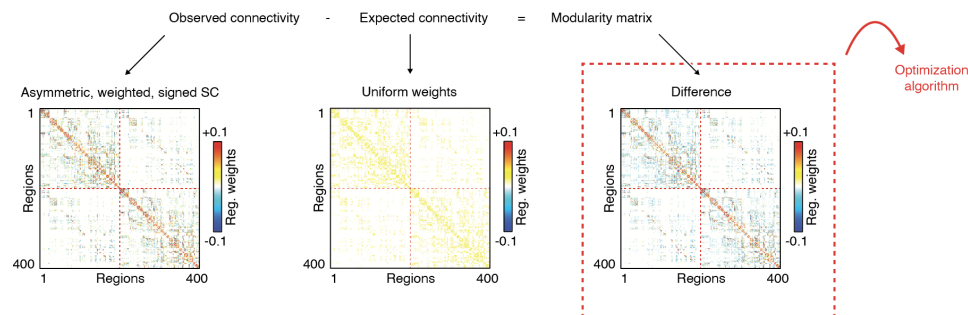 Observed connectivity - Expected connectivity = Modularity matrix
Optimization
algorithm
Asymmetric, weighted, signed SC
Uniform weights
Difference
1
Regions
400
1
Regions
400
+0.1
Reg. weights
-0.1
1
Regions
400
1
Regions
400
+0.1
Reg. weights
-0.1
1
Regions
400
1
Regions
400
+0.1
Reg. weights
-0.1